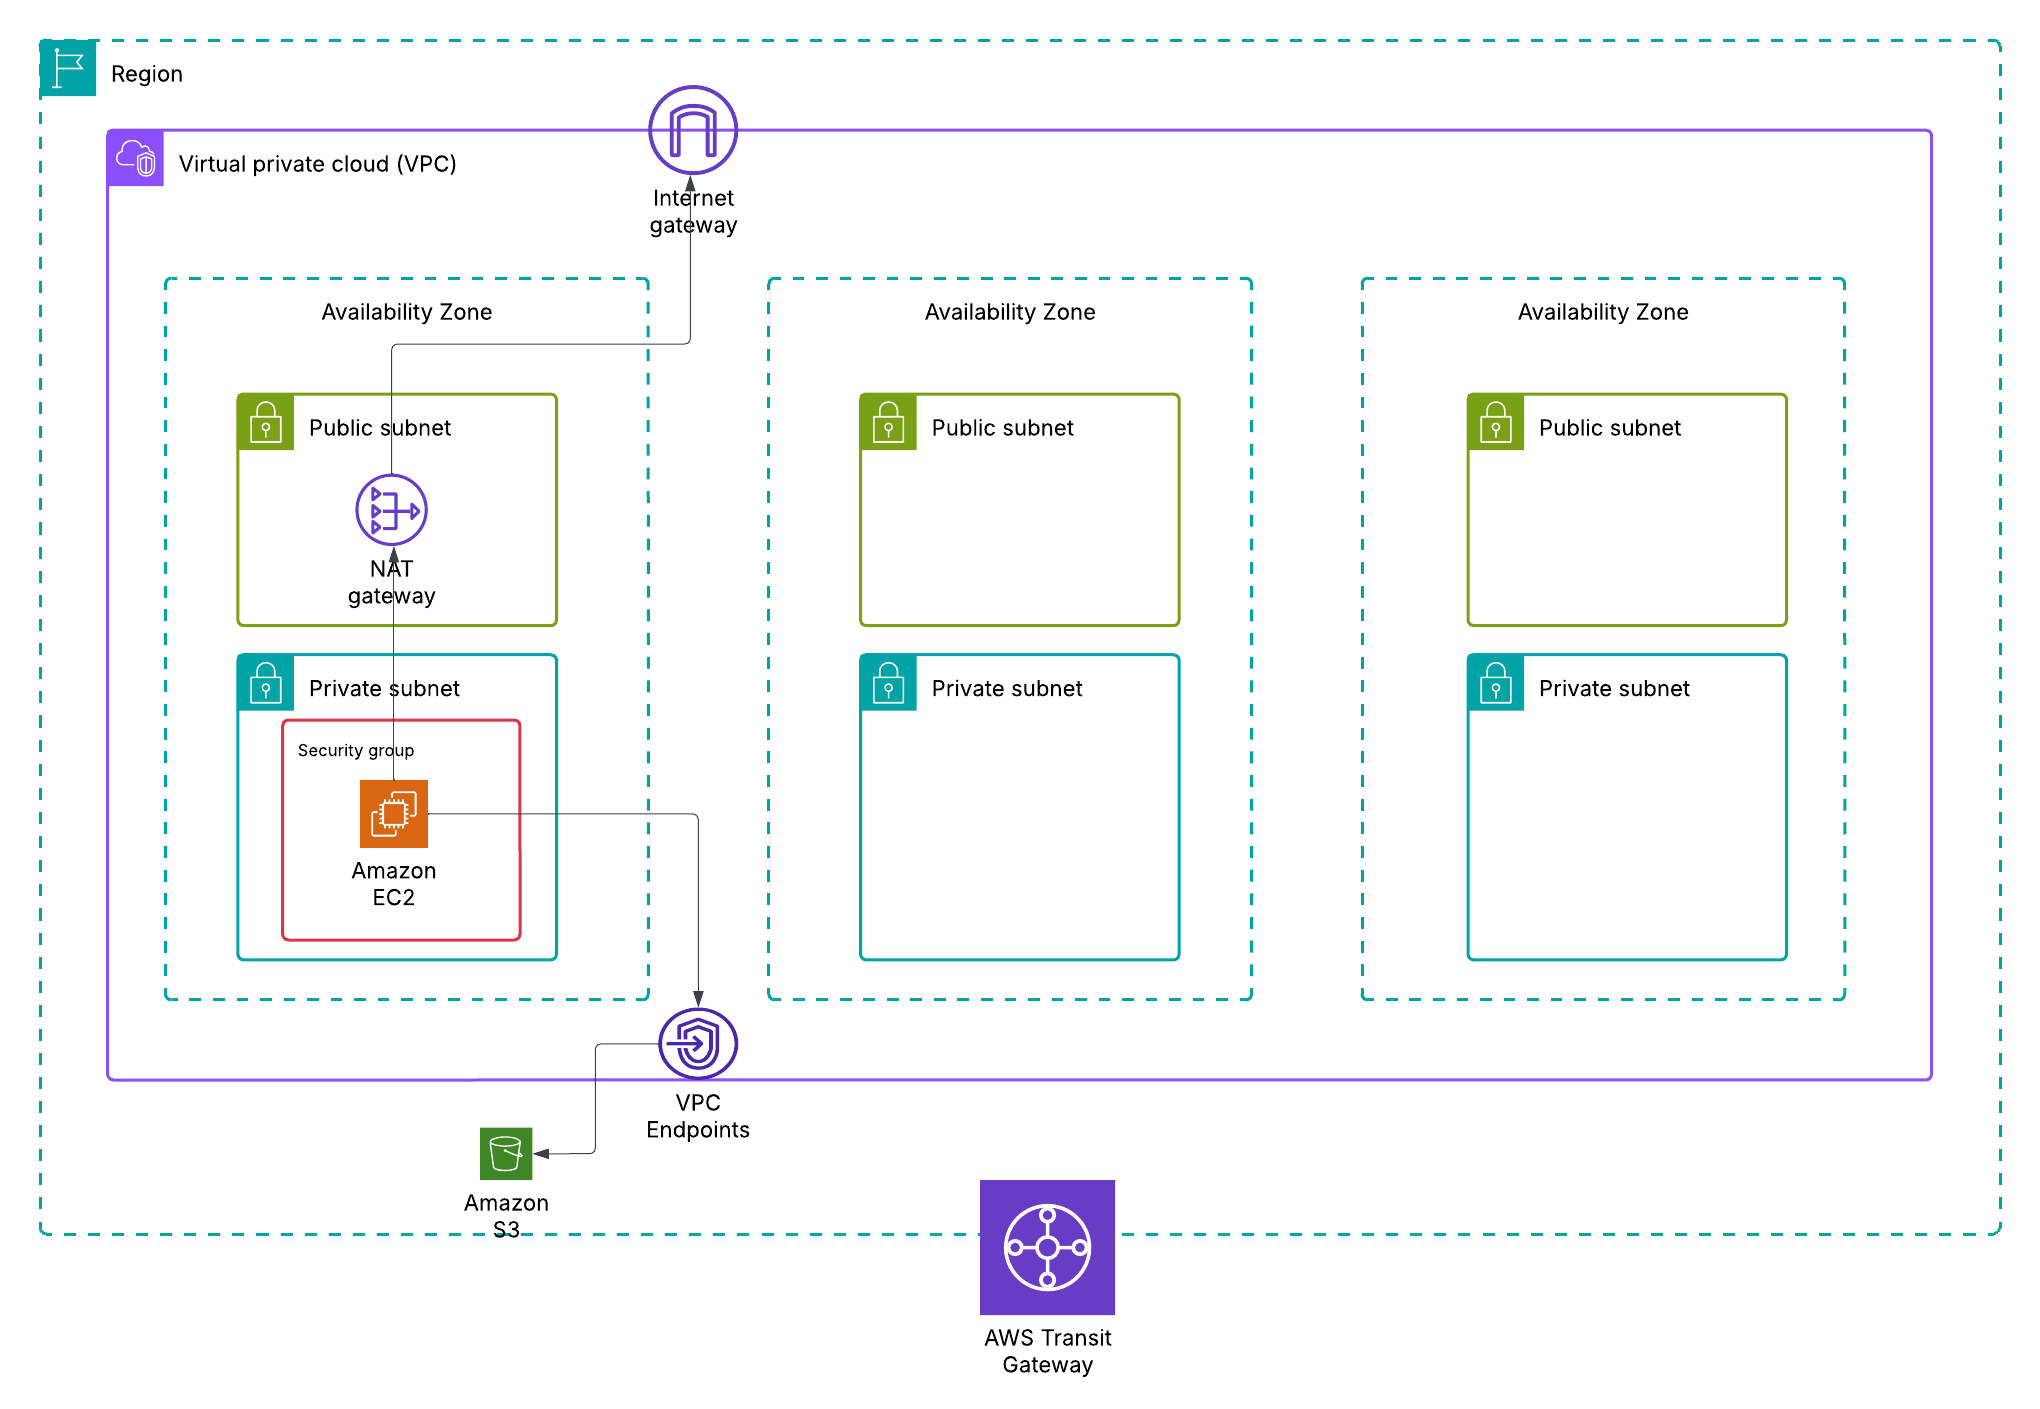 Region
Virtual private cloud (VPC)
Internet
gateway
Availability Zone
Availability Zone
Availability Zone
Public subnet
Public subnet
Public subnet
NAT
gateway
Private subnet
Private subnet
Private subnet
Security group
Amazon
EC2
VPC
Endpoints
Amazon
S3
AWS Transit
Gateway